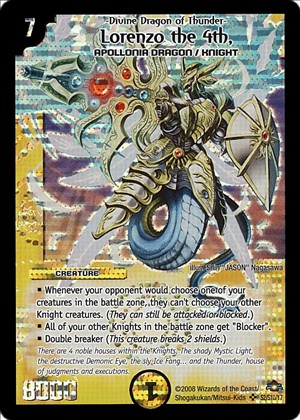 7
-Divine Dragon of Thunder-
Lorenzo the 4th,
APOLLONIA DRAGON / KNIGHT
"JASON" Nagasawa
CREATURE
■ Whenever your opponent would choose one of your
creatures in the battle zone, they can't choose your other
Knight creatures. (They can still be attacked or blocked.)
■ All of your other Knights in the battle zone get "Blocker".
■ Double breaker (This creature breaks 2 shields.)
There are 4 noble houses within the Knights. The shady Mystic Light,
the destructive Demonic Eye, the sly Ice Fang... and the Thunder, house
of judgments and executioners.
©2008 Wizards of the Coast/
Shogakukan/Mitsui-Kids